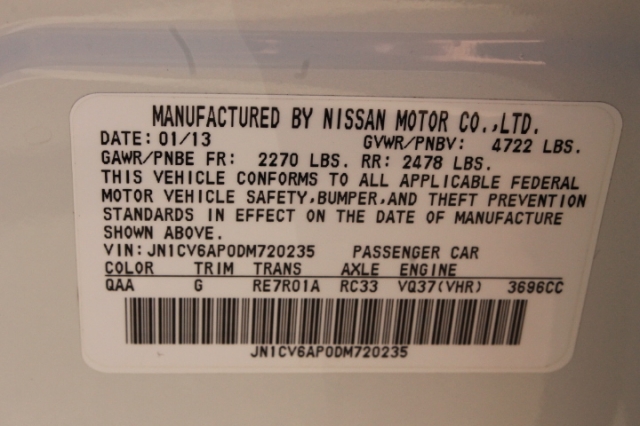 MANUFACTURED BY NISSAN MOTOR CO.,LTD.
DATE: 01/13 GVWR/PNBV: 4722 LBS.
GAWR/PNBE FR: 2270 LBS. RR: 2478 LBS.
THIS VEHICLE CONFORMS TO ALL APPLICABLE FEDERAL
MOTOR VEHICLE SAFETY,BUMPER,AND THEFT PREVENTION
STANDARDS IN EFFECT ON THE DATE OF MANUFACTURE
SHOWN ABOVE.
VIN: JN1CV6AP0DM720235 PASSENGER CAR
COLOR TRIM TRANS AXLE ENGINE
QAA G RE7R01A RC33 VQ37(VHR) 3696CC
JN1CV6AP0DM720235